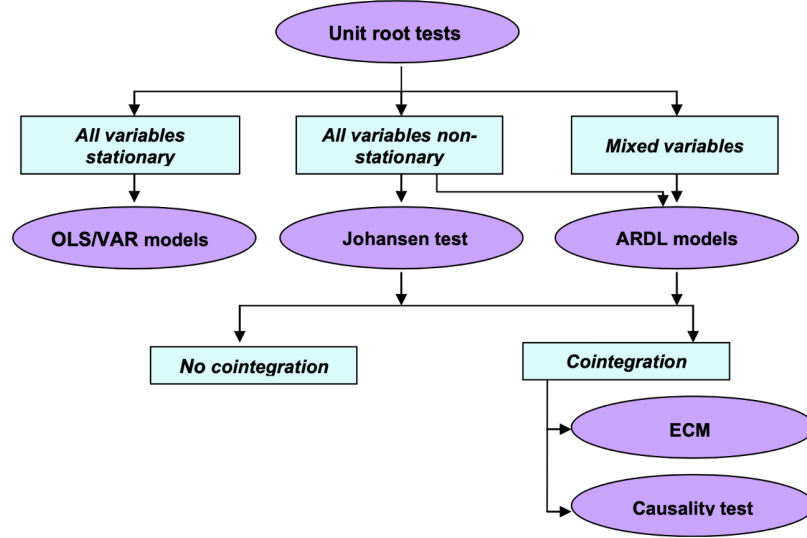 Unit root tests
All variables
stationary
All variables non-
stationary
Mixed variables
OLS/VAR models
Johansen test
ARDL models
No cointegration
Cointegration
ECM
Causality test